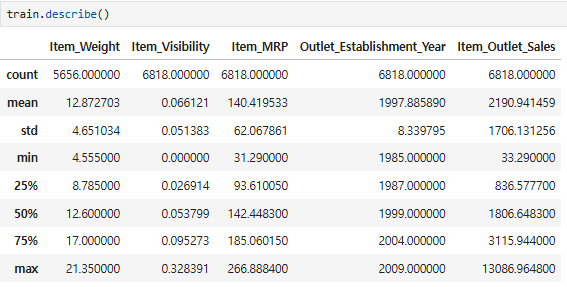 train.describe()
Item_Weight Item_Visibility Item_MRP Outlet_Establishment_Year Item_Outlet_Sales
count 5656.000000 6818.000000 6818.000000 6818.000000 6818.000000
mean 12.872703 0.066121 140.419533 1997.885890 2190.941459
std 4.651034 0.051383 62.067861 8.339795 1706.131256
min 4.555000 0.000000 31.290000 1985.000000 33.290000
25% 8.785000 0.026914 93.610050 1987.000000 836.577700
50% 12.600000 0.053799 142.448300 1999.000000 1806.648300
75% 17.000000 0.095273 185.060150 2004.000000 3115.944000
max 21.350000 0.328391 266.888400 2009.000000 13086.964800